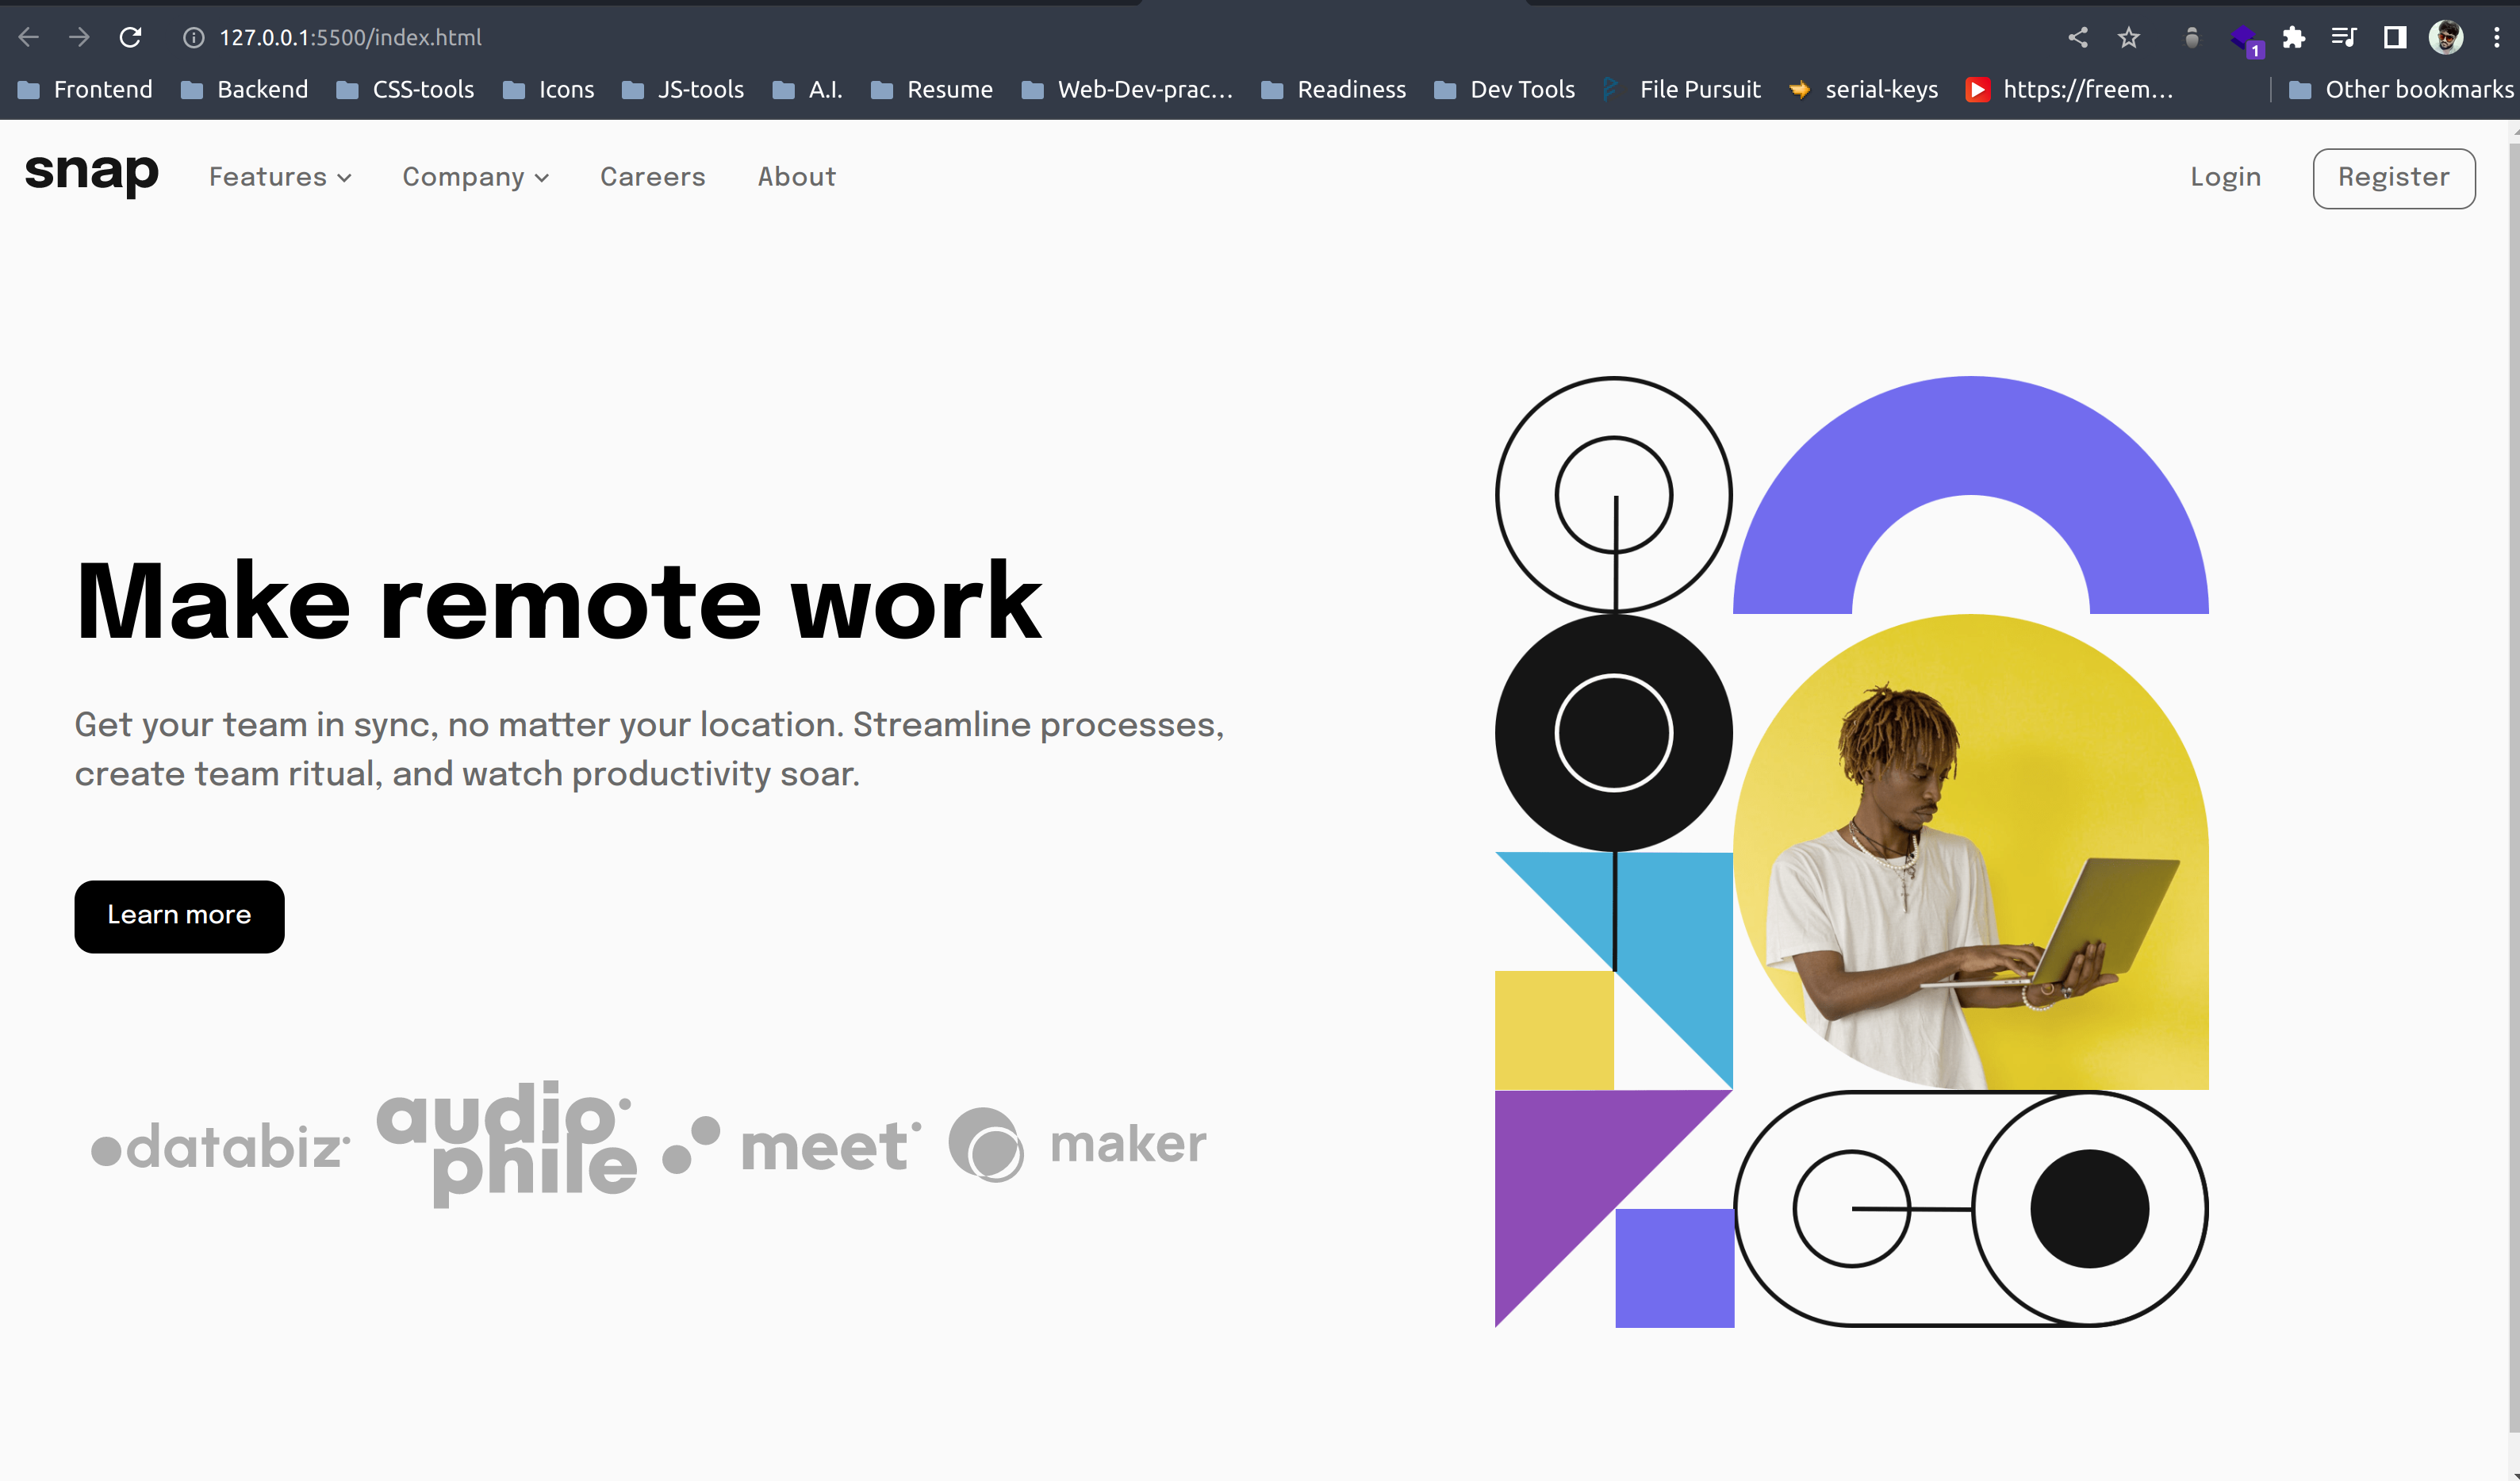 127.0.0.1:5500/index.html
1
Frontend Backend CSS-tools Icons JS-tools A.I. Resume Web-Dev-prac... Readiness Dev Tools File Pursuit serial-keys https://freem... Other bookmarks
snap Features Company Careers About Login Register
Make remote work
Get your team in sync, no matter your location. Streamline processes,
create team ritual, and watch productivity soar.
Learn more
databiz
audio
phile
meet
maker